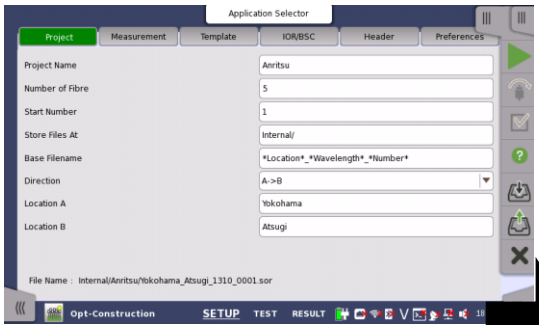 Application Selector
Project Measurement Template IOR/BSC Header Preferences
Project Name Anritsu
Number of Fibre 5
Start Number 1
Store Files At Internal/
Base Filename *Location*_*Wavelength*_*Number*
Direction A->B
Location A Yokohama
Location B Atsugi
File Name : Internal/Anritsu/Yokohama_Atsugi_1310_0001.sor
Opt-Construction SETUP TEST RESULT 18